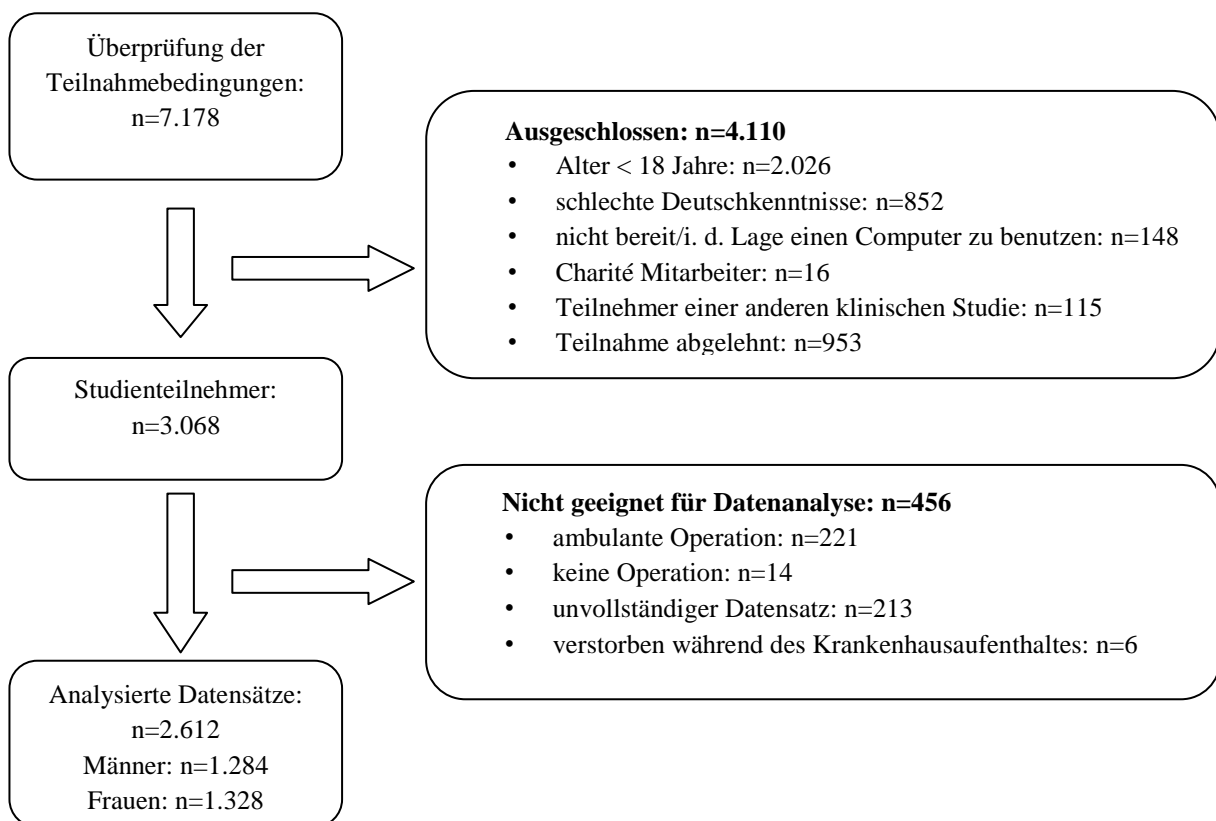 Überprüfung der
Teilnahmebedingungen:
n=7.178
Ausgeschlossen: n=4.110
• Alter < 18 Jahre: n=2.026
• schlechte Deutschkenntnisse: n=852
• nicht bereit/i. d. Lage einen Computer zu benutzen: n=148
• Charité Mitarbeiter: n=16
• Teilnehmer einer anderen klinischen Studie: n=115
• Teilnahme abgelehnt: n=953
Studienteilnehmer:
n=3.068
Nicht geeignet für Datenanalyse: n=456
• ambulante Operation: n=221
• keine Operation: n=14
• unvollständiger Datensatz: n=213
• verstorben während des Krankenhausaufenthaltes: n=6
Analysierte Datensätze:
n=2.612
Männer: n=1.284
Frauen: n=1.328